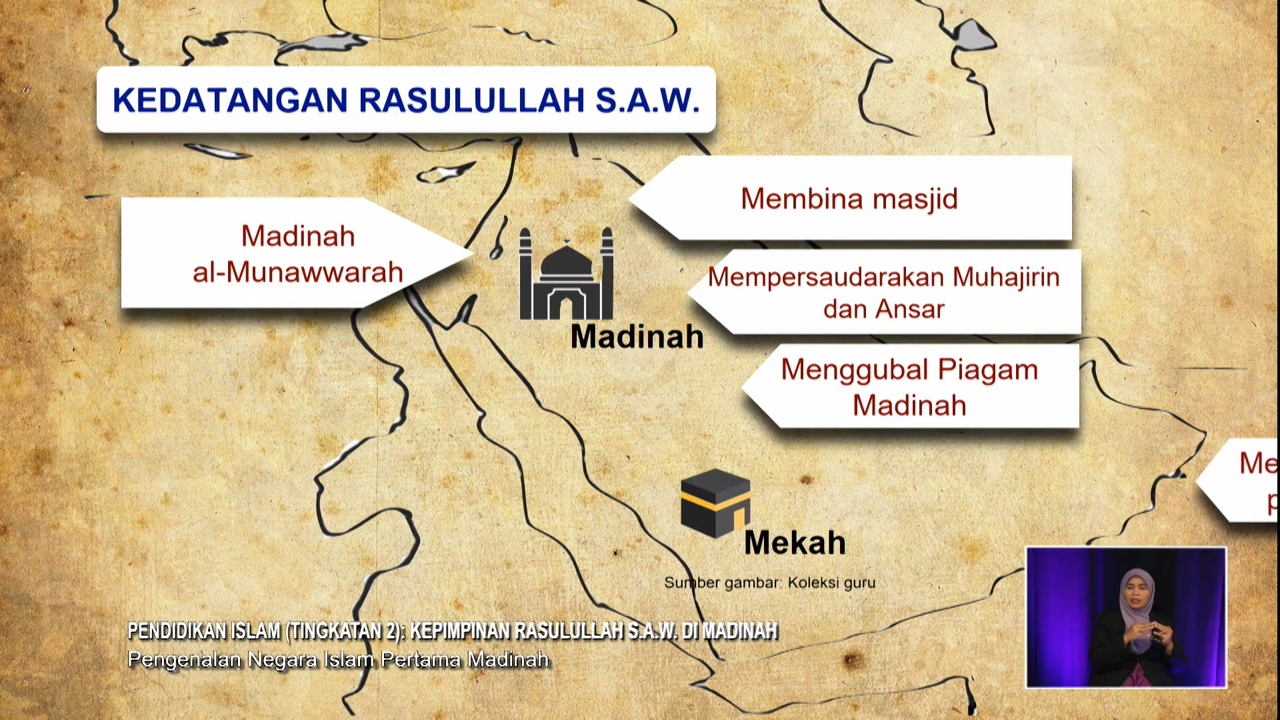 KEDATANGAN RASULULLAH S.A.W.
Madinah
al-Munawwarah
Membina masjid
Mempersaudarakan Muhajirin
dan Ansar
Madinah
Menggubal Piagam
Madinah
Mekah
Sumber gambar: Koleksi guru
PENDIDIKAN ISLAM (TINGKATAN 2): KEPIMPINAN RASULULLAH S.A.W. DI MADINAH
Pengenalan Negara Islam Pertama Madinah